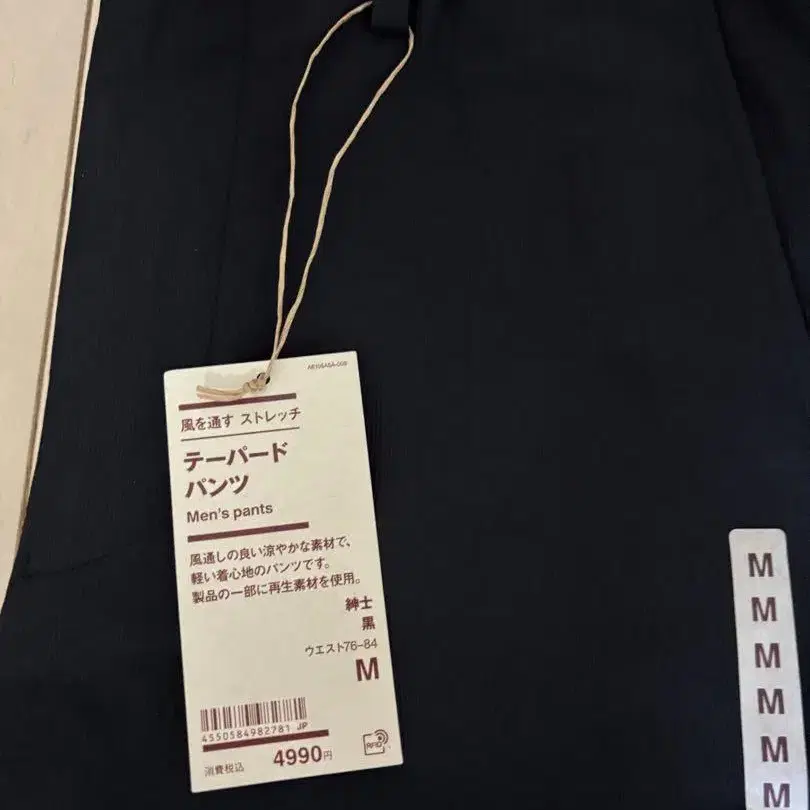 風を通す ストレッチ
テーパード
パンツ
Men's pants
風通しの良い涼やかな素材で、
軽い着心地のパンツです。
製品の一部に再生素材を使用。
紳士
黒
ウエスト76-84
M
4550584982781 JP
消費税込 4990円
RFID
M
M
M
M
M
M